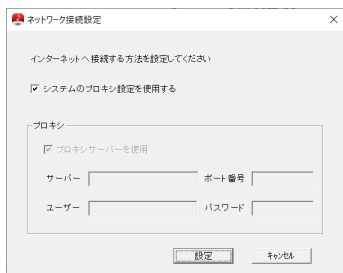 ネットワーク接続設定
インターネットへ接続する方法を設定してください
システムのプロキシ設定を使用する
プロキシ
プロキシサーバーを使用
サーバー ポート番号
ユーザー パスワード
設定 キャンセル